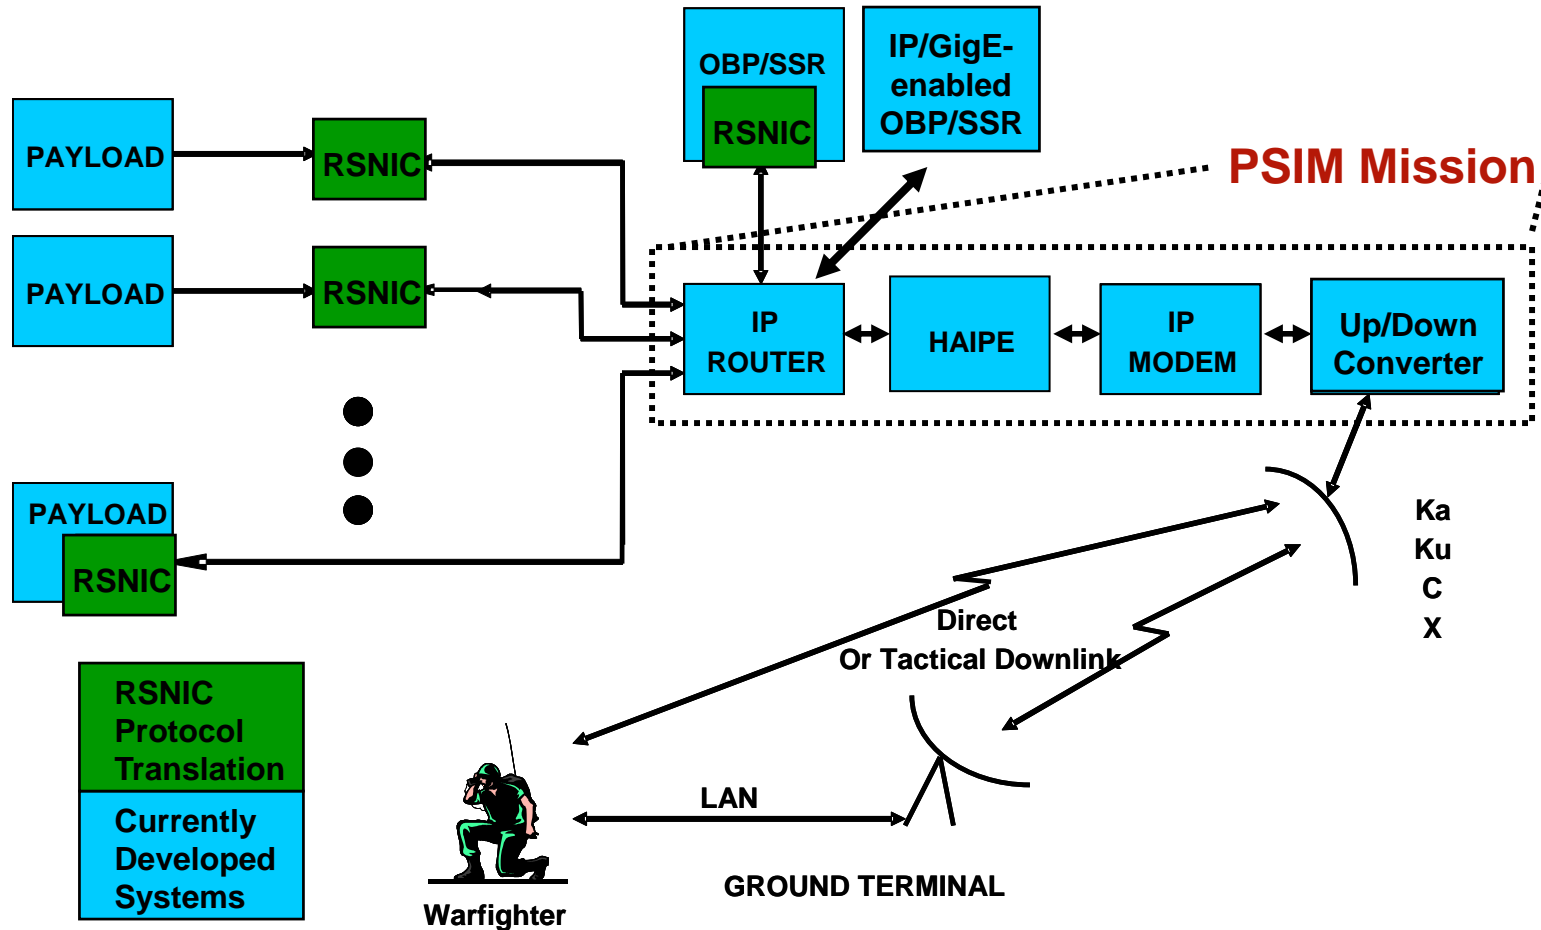 OBP/SSR
RSNIC
IP/GigE-
enabled
OBP/SSR
PAYLOAD
RSNIC
PSIM Mission
PAYLOAD
RSNIC
IP
ROUTER
HAIPE
IP
MODEM
Up/Down
Converter
PAYLOAD
RSNIC
Ka
Ku
C
X
Direct
Or Tactical Downlink
RSNIC
Protocol
Translation
Currently
Developed
Systems
LAN
Warfighter
GROUND TERMINAL